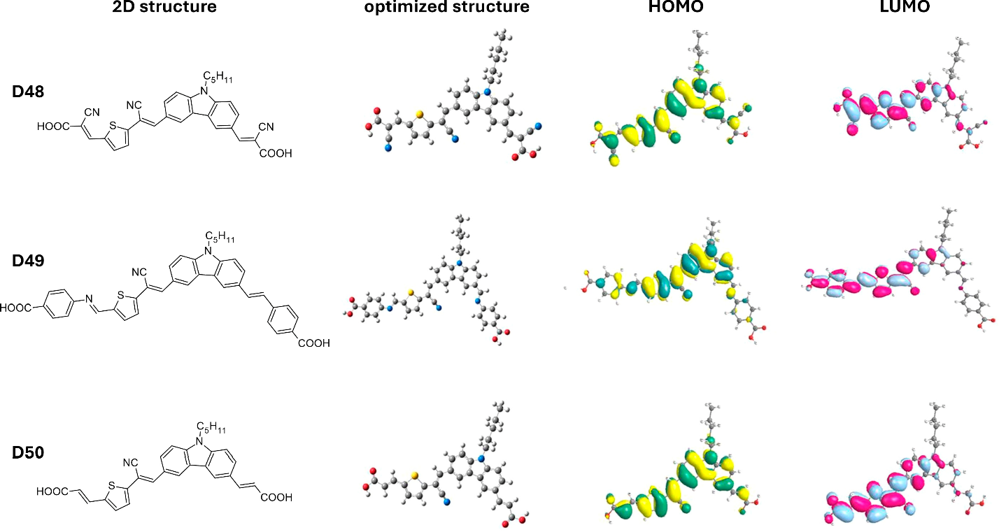 2D structure optimized structure HOMO LUMO
D48
C5H11
N
NC
CN
S
HOOC
CN
COOH
D49
C5H11
N
NC
N
S
HOOC
COOH
D50
C5H11
N
NC
S
HOOC
COOH